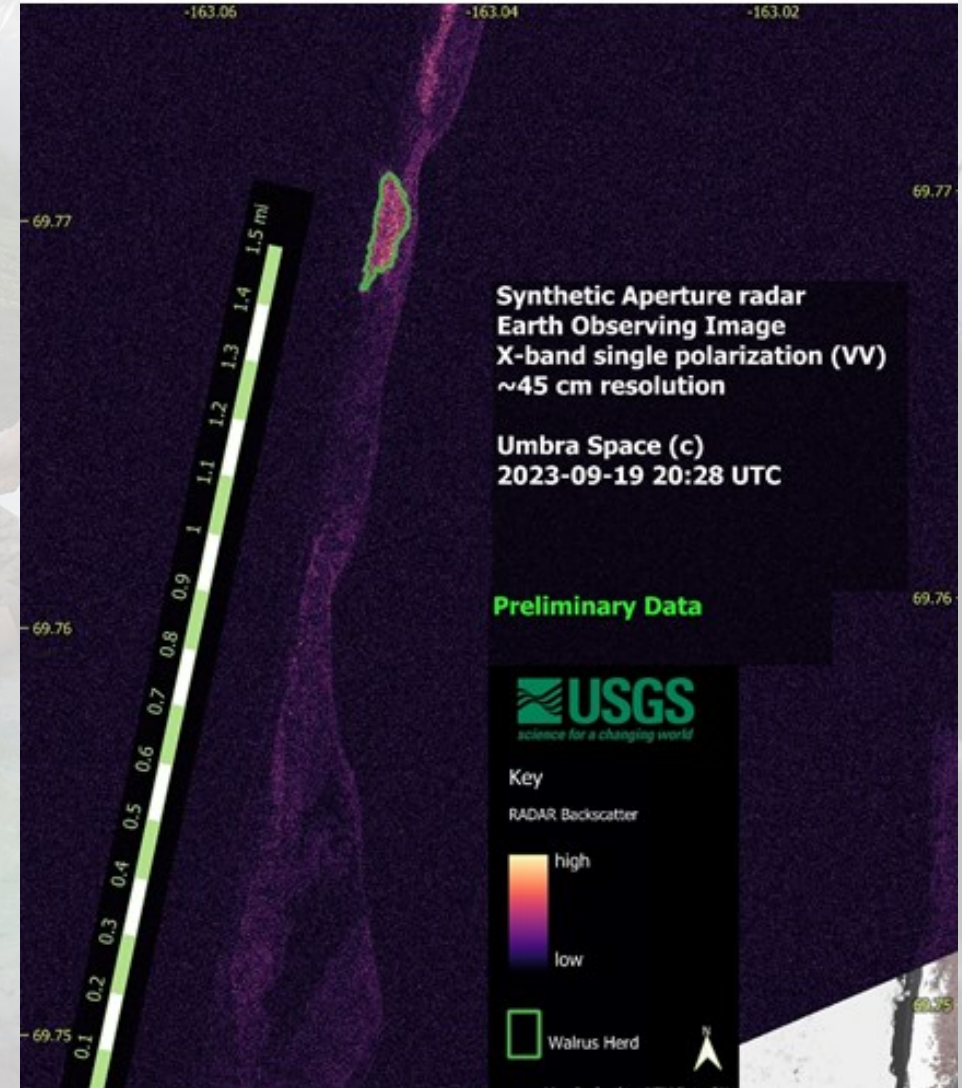 -163.06
-163.04
-163.02
69.77
69.77
1.5 mi
1.4
1.3
1.2
1.1
1
0.9
0.8
0.7
0.6
0.5
0.4
0.3
0.2
0.1
Synthetic Aperture radar
Earth Observing Image
X-band single polarization (VV)
~45 cm resolution
Umbra Space (c)
2023-09-19 20:28 UTC
Preliminary Data
69.76
69.76
USGS
science for a changing world
Key
RADAR Backscatter
high
low
Walrus Herd
N
69.75
69.75